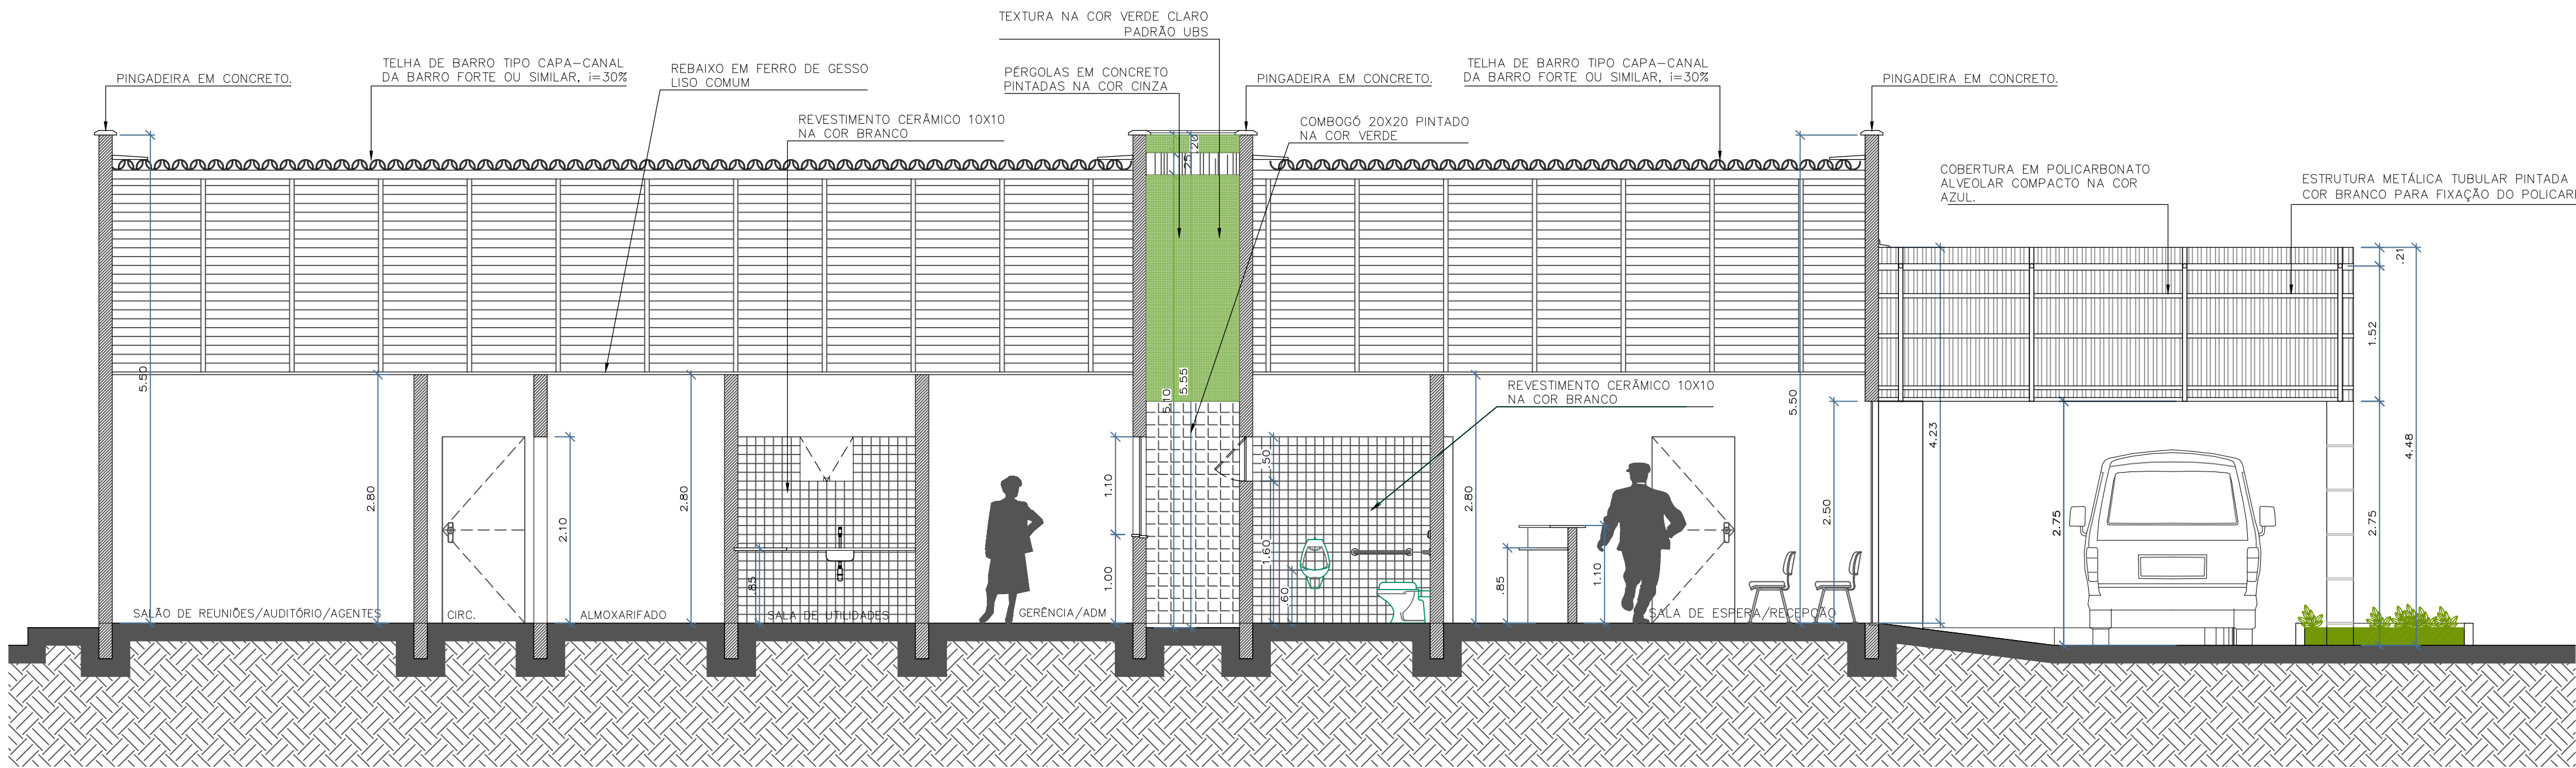 TEXTURA NA COR VERDE CLARO
PADRÃO UBS
PINGADEIRA EM CONCRETO.
TELHA DE BARRO TIPO CAPA-CANAL
DA BARRO FORTE OU SIMILAR, i=30%
REBAIXO EM FERRO DE GESSO
LISO COMUM
PÉRGOLAS EM CONCRETO
PINTADAS NA COR CINZA
PINGADEIRA EM CONCRETO.
TELHA DE BARRO TIPO CAPA-CANAL
DA BARRO FORTE OU SIMILAR, i=30%
PINGADEIRA EM CONCRETO.
REVESTIMENTO CERÂMICO 10X10
NA COR BRANCO
COMBOGÓ 20X20 PINTADO
NA COR VERDE
COBERTURA EM POLICARBONATO
ALVEOLAR COMPACTO NA COR
AZUL.
ESTRUTURA METÁLICA TUBULAR PINTADA
COR BRANCO PARA FIXAÇÃO DO
.20
.25
.21
1.52
5.50
5.10
5.55
5.50
4.23
4.48
REVESTIMENTO CERÂMICO 10X10
NA COR BRANCO
2.80
2.10
2.80
1.10
.50
2.80
2.50
2.75
2.75
.85
1.00
1.60
.60
.85
1.10
SALÃO DE REUNIÕES/AUDITÓRIO/AGENTES
CIRC.
ALMOXARIFADO
SALA DE UTILIDADES
GERÊNCIA/ADM
SALA DE ESPERA/RECEPÇÃO